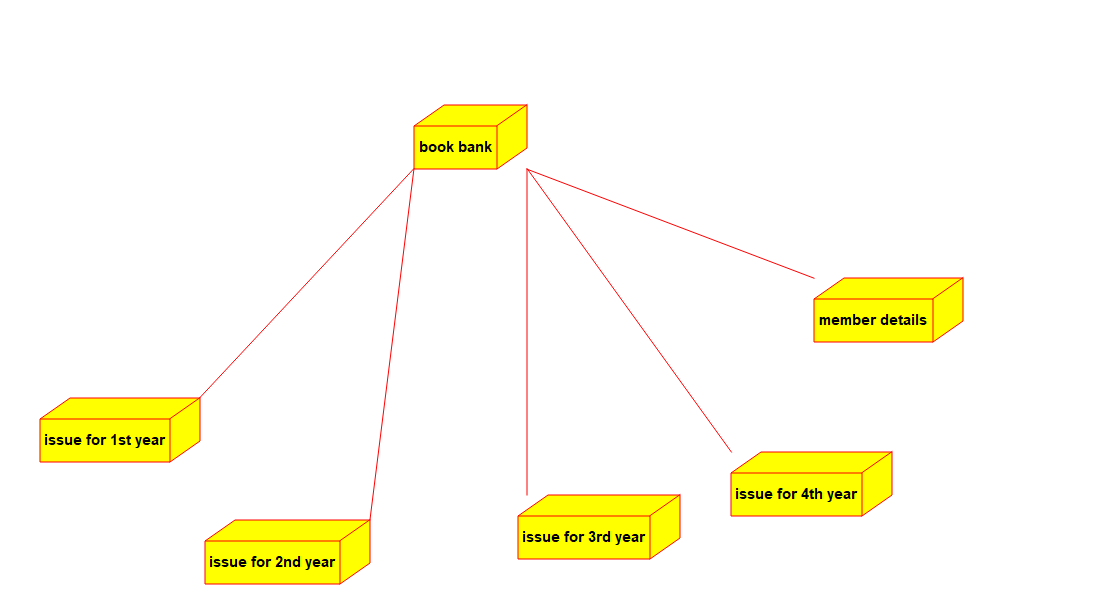 book bank
member details
issue for 1st year
issue for 4th year
issue for 3rd year
issue for 2nd year